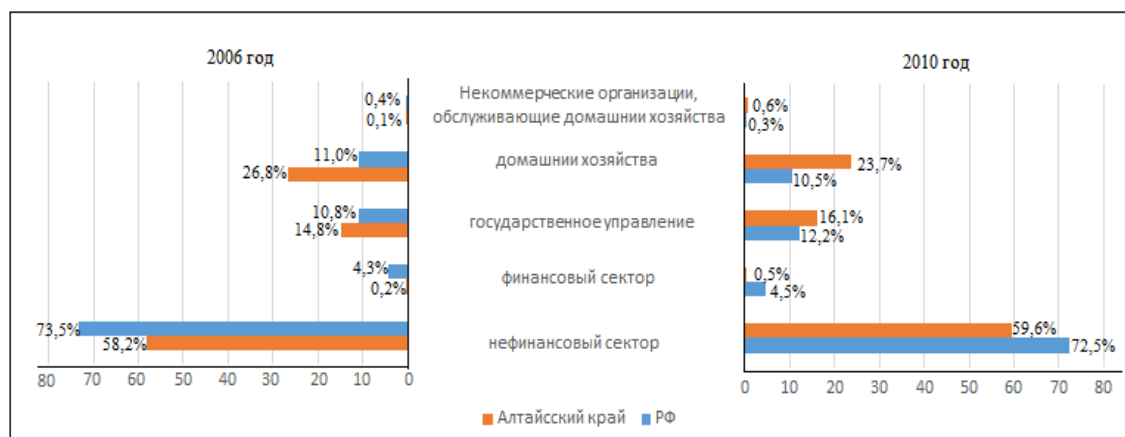 2006 год
2010 год
Некоммерческие организации,
обслуживающие домашнии хозяйства
0,4%
0,1%
0,6%
0,3%
домашнии хозяйства
11,0%
26,8%
23,7%
10,5%
государственное управление
10,8%
14,8%
16,1%
12,2%
финансовый сектор
4,3%
0,2%
0,5%
4,5%
нефинансовый сектор
73,5%
58,2%
59,6%
72,5%
80 70 60 50 40 30 20 10 0
0 10 20 30 40 50 60 70 80
Алтайсский край РФ